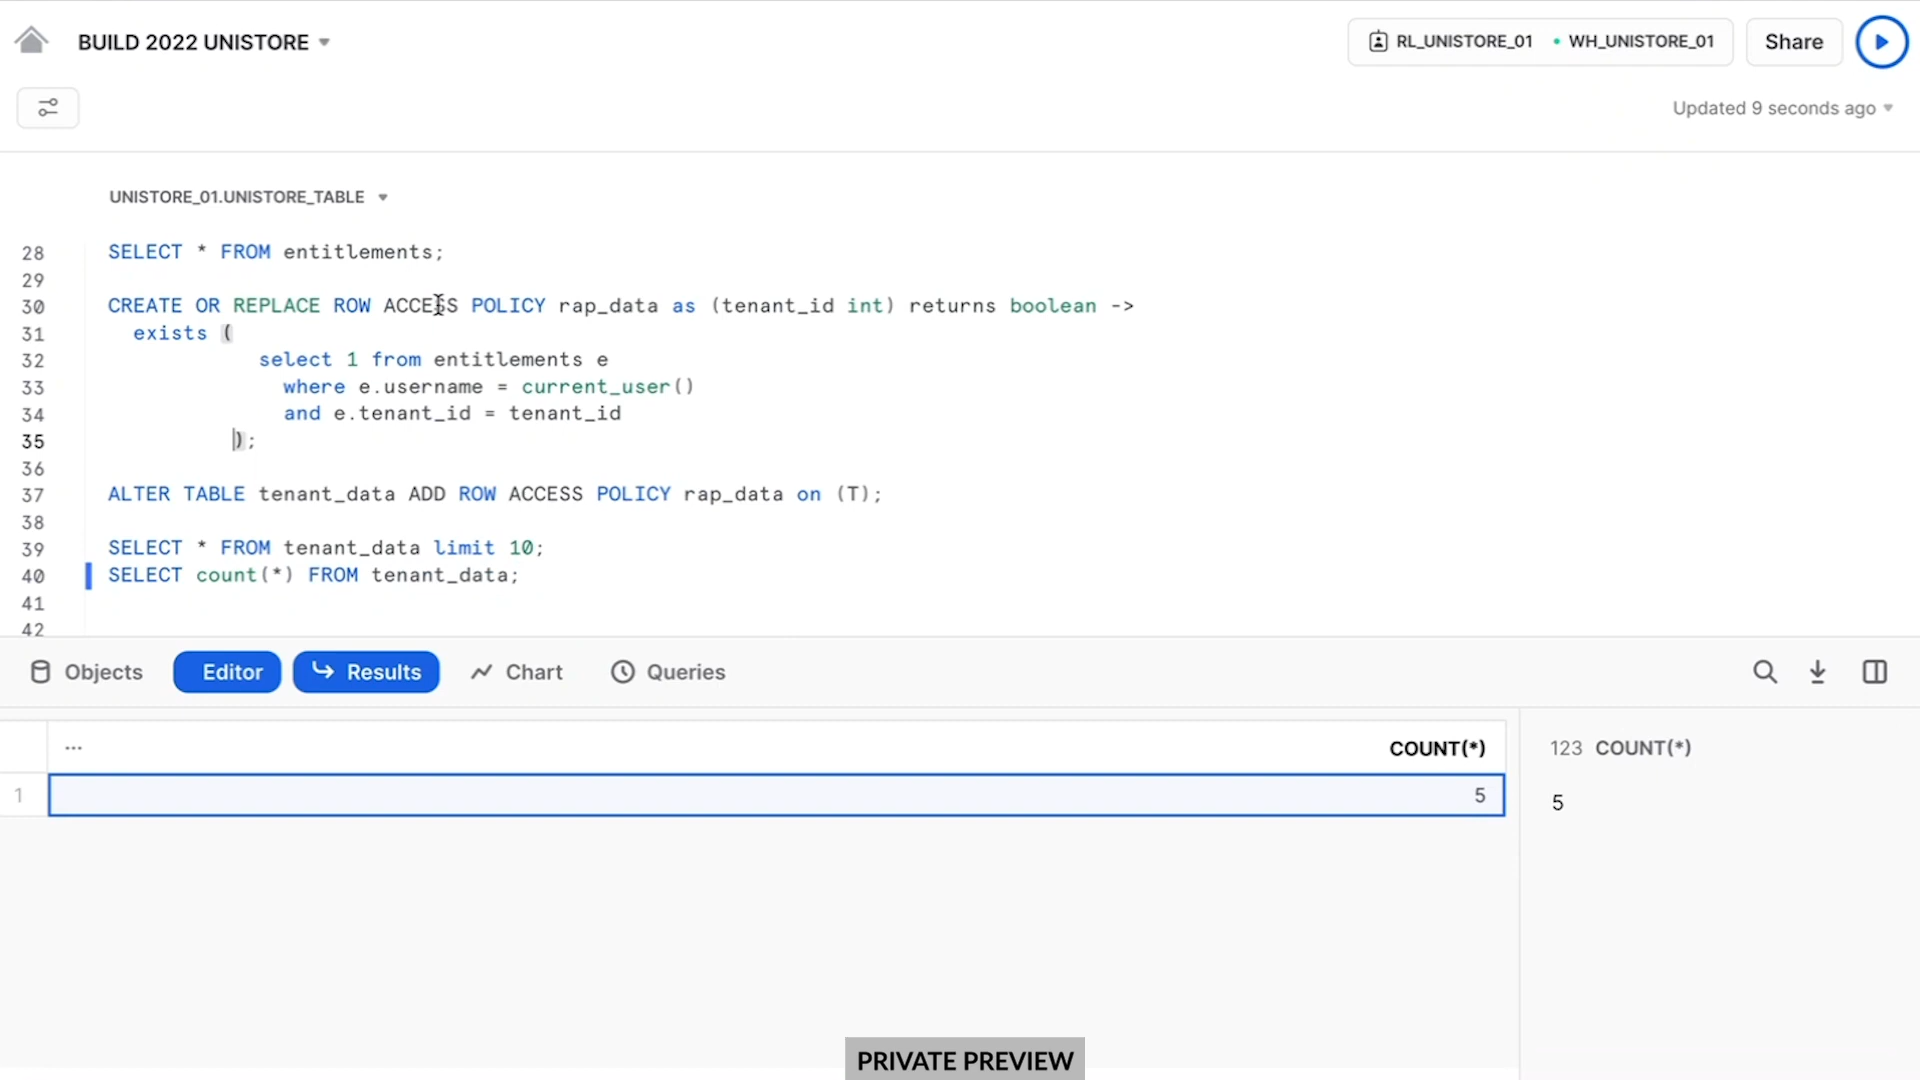 BUILD 2022 UNISTORE
RL_UNISTORE_01 • WH_UNISTORE_01
Share
Updated 9 seconds ago
UNISTORE_01.UNISTORE_TABLE
28 SELECT * FROM entitlements;
29
30 CREATE OR REPLACE ROW ACCESS POLICY rap_data as (tenant_id int) returns boolean ->
31 exists (
32 select 1 from entitlements e
33 where e.username = current_user()
34 and e.tenant_id = tenant_id
35 );
36
37 ALTER TABLE tenant_data ADD ROW ACCESS POLICY rap_data on (T);
38
39 SELECT * FROM tenant_data limit 10;
40 SELECT count(*) FROM tenant_data;
41
42
Objects Editor Results Chart Queries
... COUNT(*)
1 5
123 COUNT(*)
5
PRIVATE PREVIEW